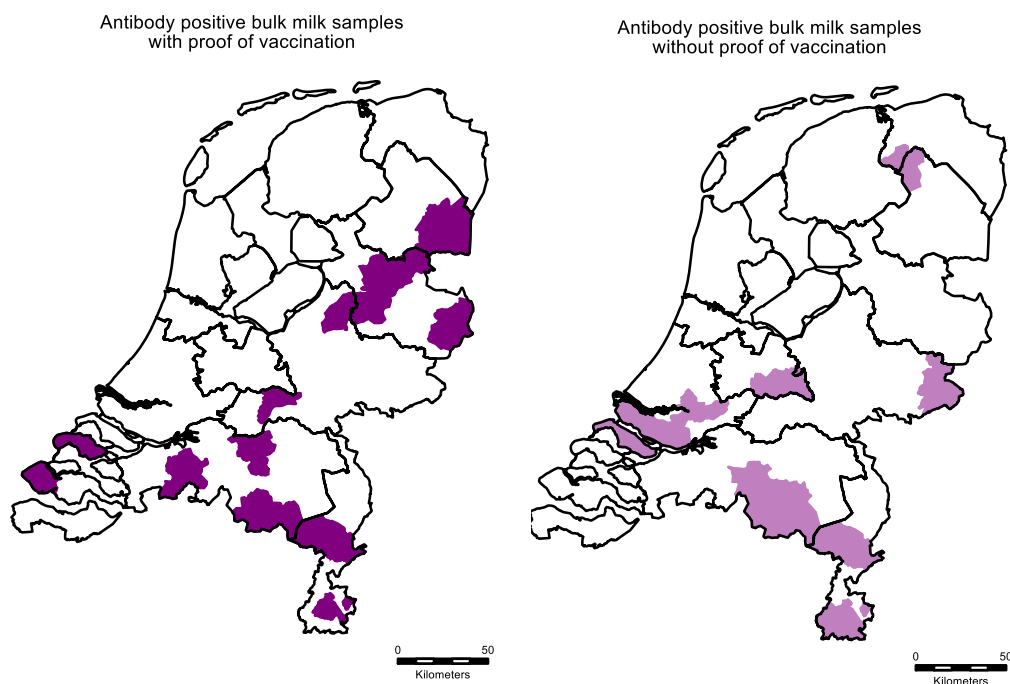 Antibody positive bulk milk samples
with proof of vaccination
Antibody positive bulk milk samples
without proof of vaccination
0 50
Kilometers
0 50
Kilometers